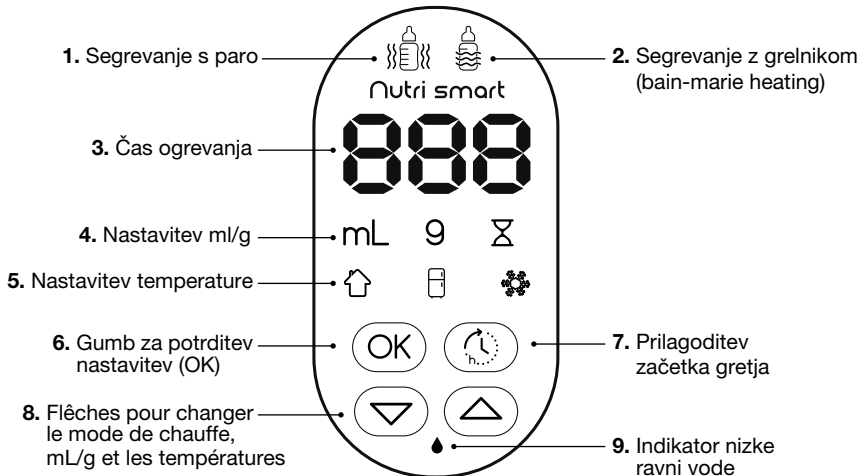 1. Segrevanje s paro
2. Segrevanje z grelnikom
(bain-marie heating)
Nutri smart
888
3. Čas ogrevanja
4. Nastavitev ml/g
mL g
5. Nastavitev temperature
6. Gumb za potrditev
nastavitev (OK)
OK
h
7. Prilagoditev
začetka gretja
8. Flêches pour changer
le mode de chauffe,
mL/g et les températures
9. Indikator nizke
ravni vode